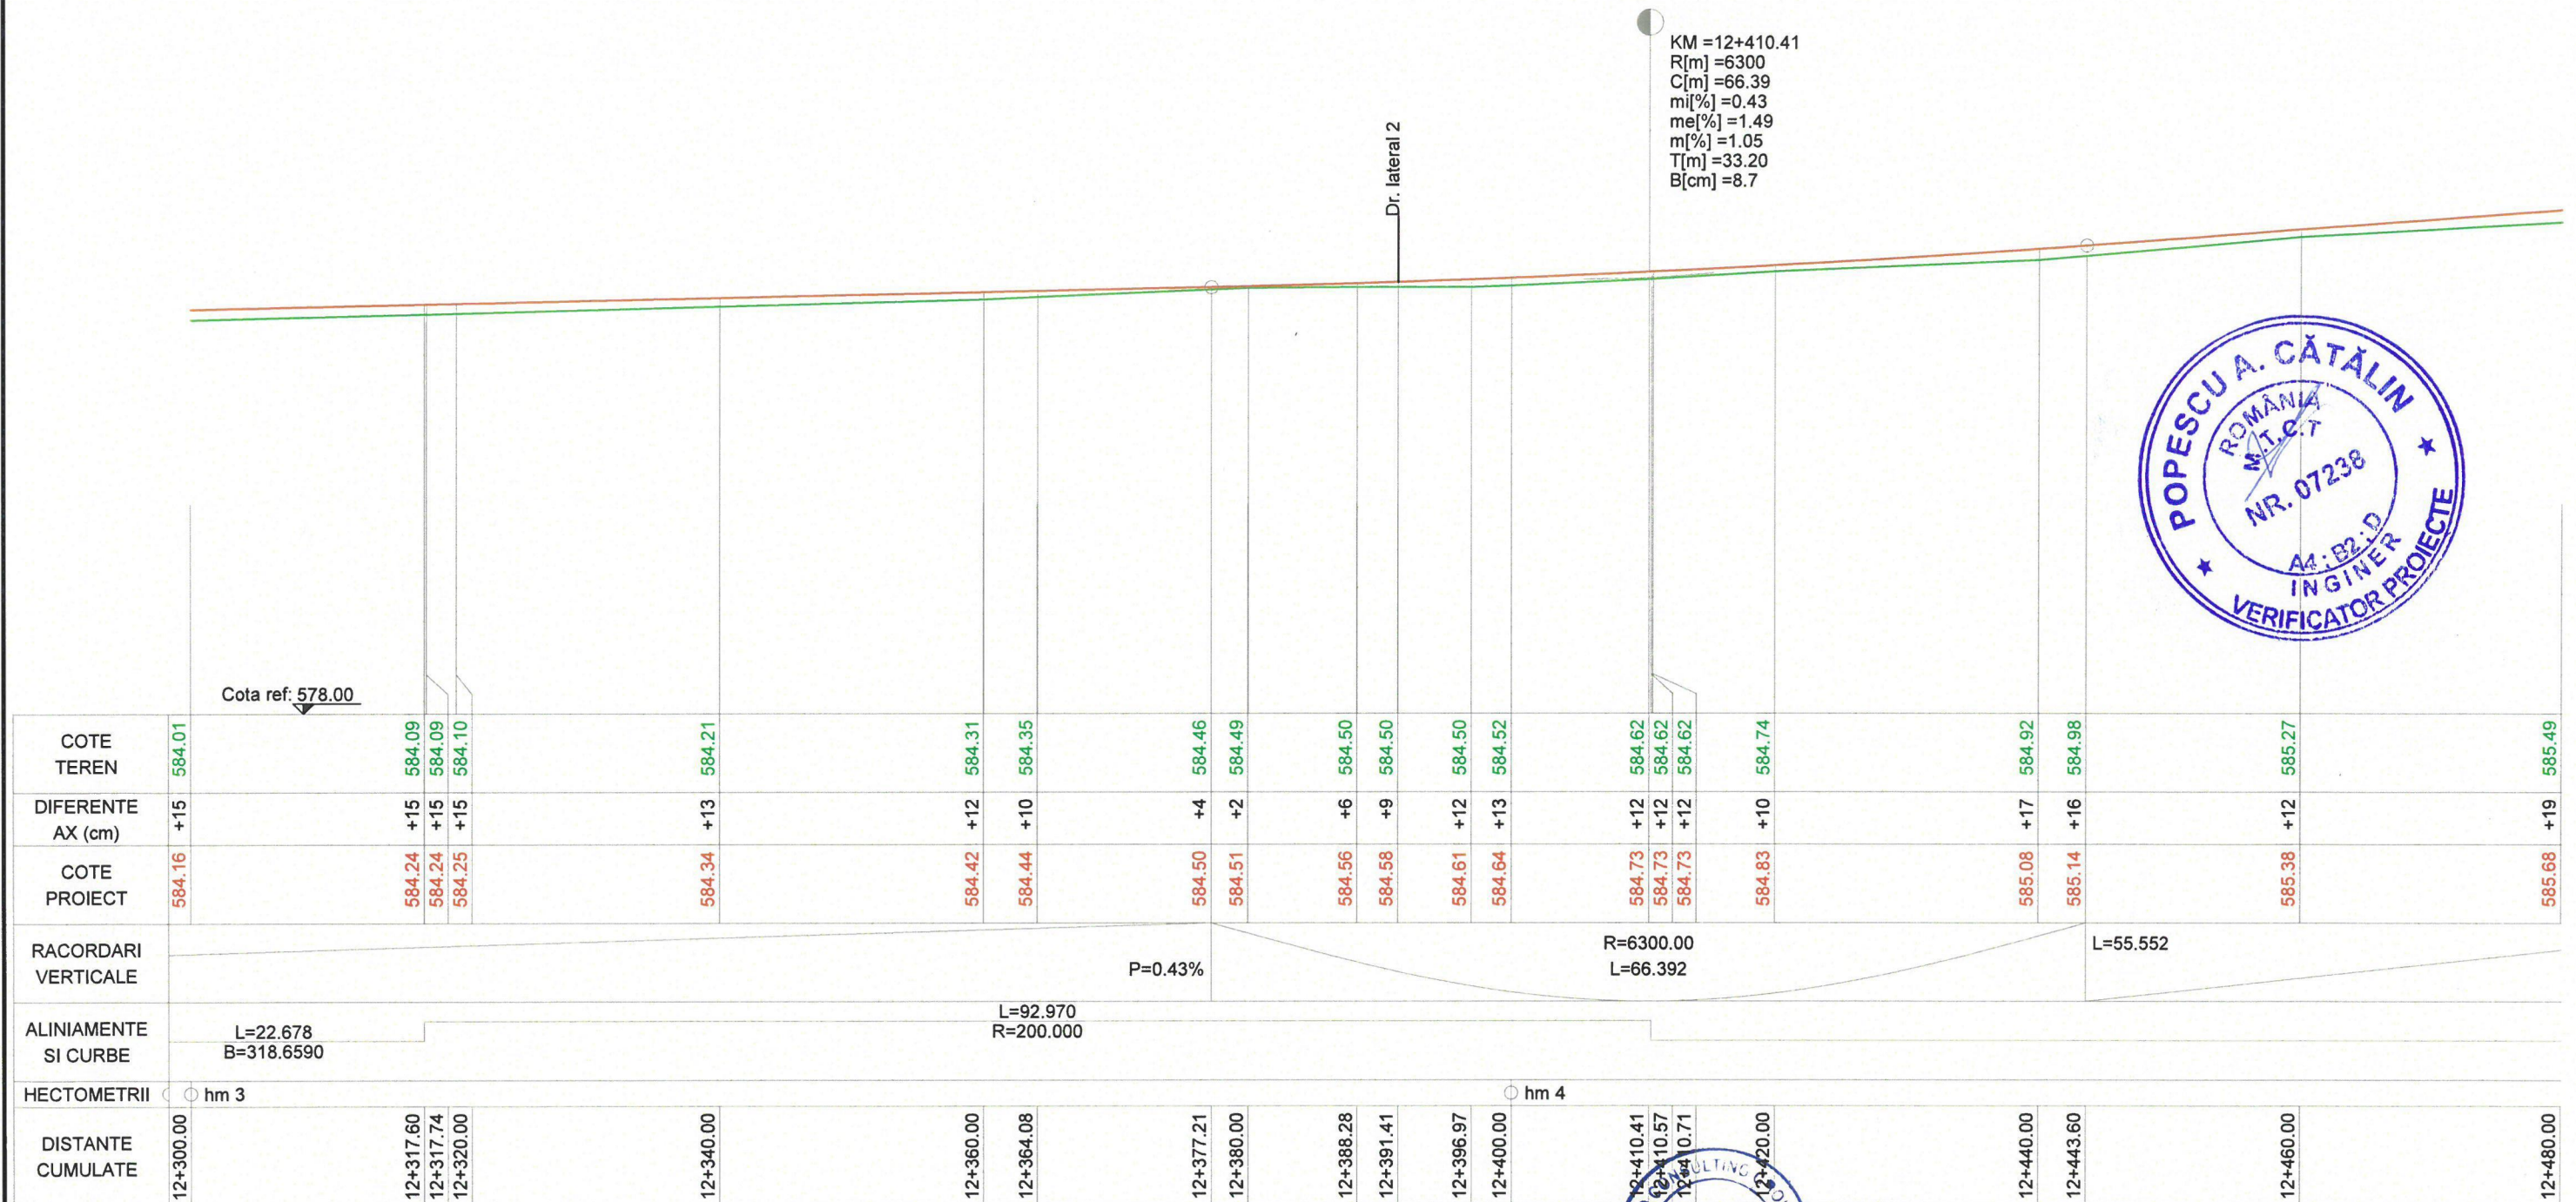 KM =12+410.41
R[m] =6300
C[m] =66.39
mi[%] =0.43
me[%] =1.49
m[%] =1.05
T[m] =33.20
B[cm] =8.7
Dr. lateral 2
POPESCU A. CĂTĂLIN
ROMÂNIA
M.T.C.T
NR. 07238
A4 ; B2 ; D
INGINER
VERIFICATOR PROIECTE
Cota ref: 578.00
COTE TEREN
584.01 584.09 584.09 584.10 584.21 584.31 584.35 584.46 584.49 584.50 584.50 584.50 584.52 584.62 584.62 584.62 584.74 584.92 584.98 585.27 585.49
DIFERENTE AX (cm)
+15 +15 +15 +15 +13 +12 +10 +4 +2 +6 +9 +12 +13 +12 +12 +12 +10 +17 +16 +12 +19
COTE PROIECT
584.16 584.24 584.24 584.25 584.34 584.42 584.44 584.50 584.51 584.56 584.58 584.61 584.64 584.73 584.73 584.73 584.83 585.08 585.14 585.38 585.68
RACORDARI VERTICALE
P=0.43%
R=6300.00
L=66.392
L=55.552
ALINIAMENTE SI CURBE
L=22.678
B=318.6590
L=92.970
R=200.000
HECTOMETRII
hm 3
hm 4
DISTANTE CUMULATE
12+300.00 12+317.60 12+317.74 12+320.00 12+340.00 12+360.00 12+364.08 12+377.21 12+380.00 12+388.28 12+391.41 12+396.97 12+400.00 12+410.41 12+410.57 12+410.71 12+420.00 12+440.00 12+443.60 12+460.00 12+480.00
CONSULTING